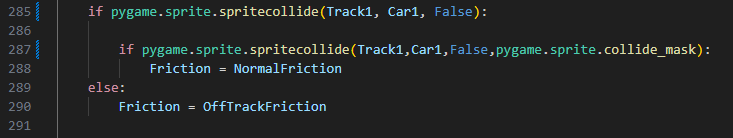 285 if pygame.sprite.spritecollide(Track1, Car1, False):
286
287 if pygame.sprite.spritecollide(Track1,Car1,False,pygame.sprite.collide_mask):
288 Friction = NormalFriction
289 else:
290 Friction = OffTrackFriction
291